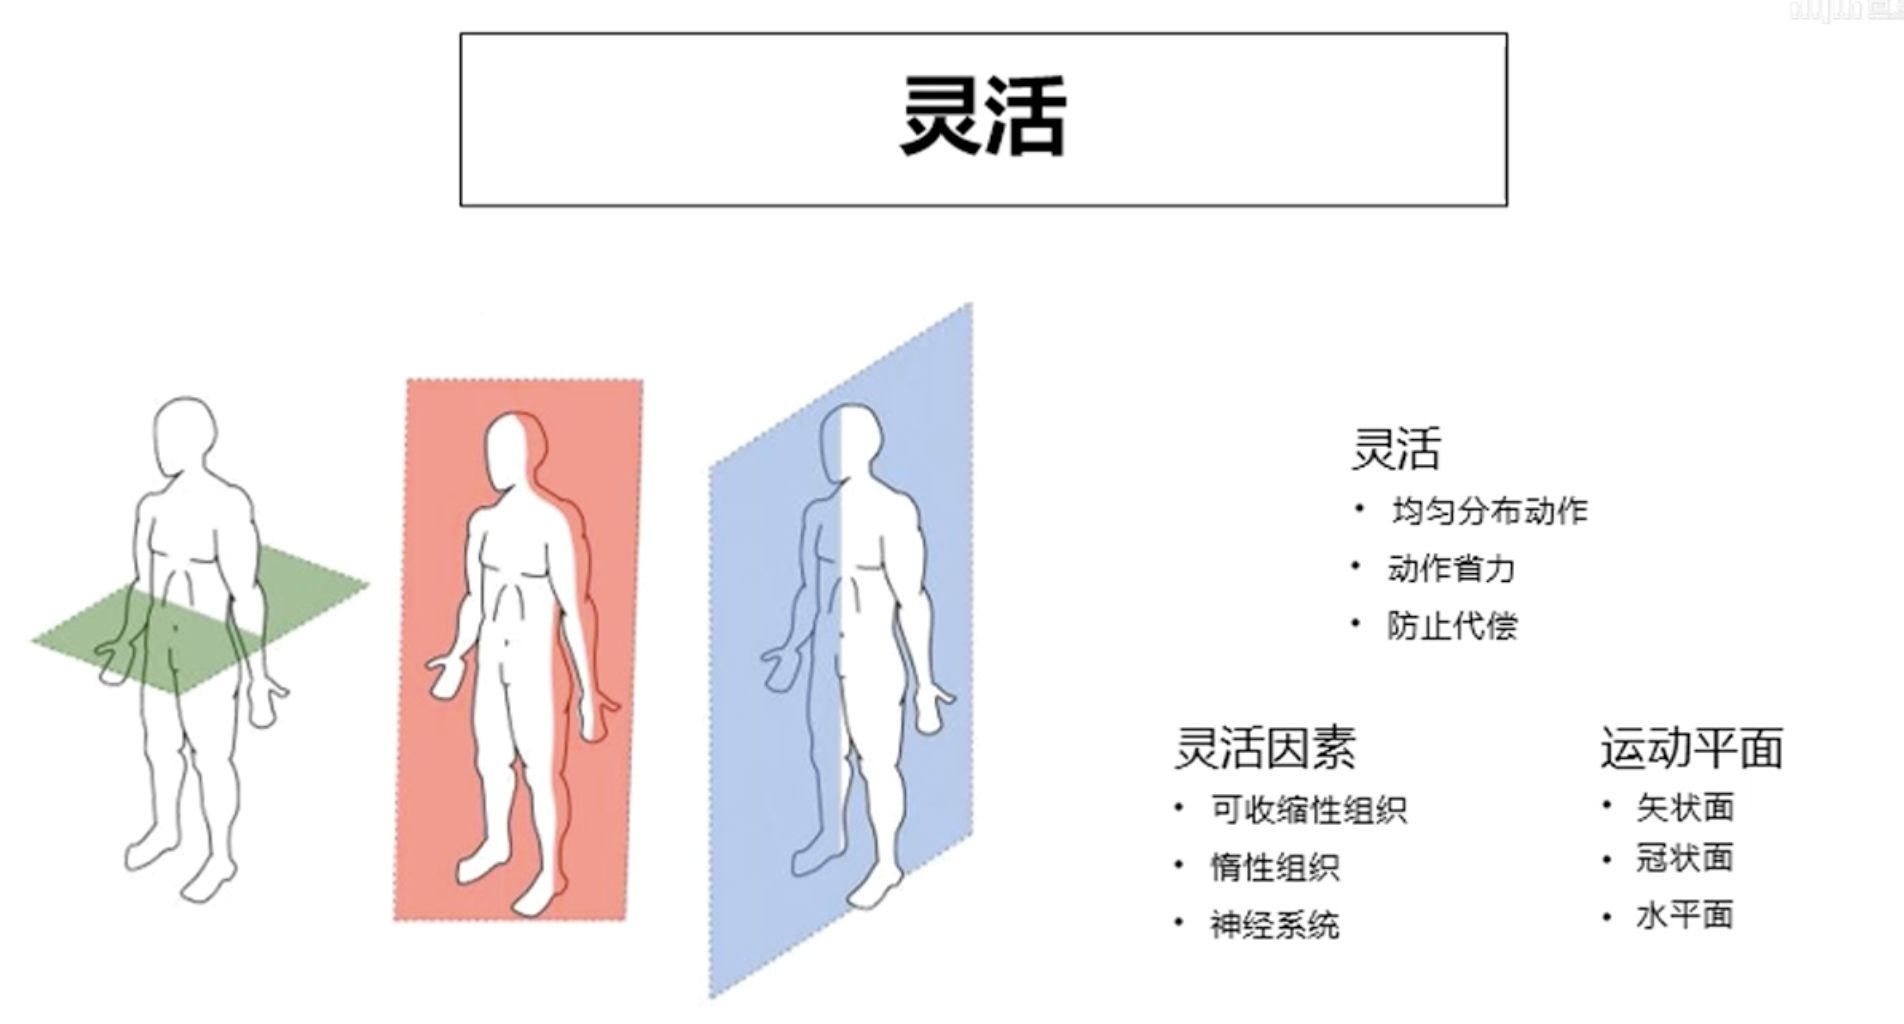 灵活
灵活
• 均匀分布动作
• 动作省力
• 防止代偿
灵活因素
• 可收缩性组织
• 惰性组织
• 神经系统
运动平面
• 矢状面
• 冠状面
• 水平面